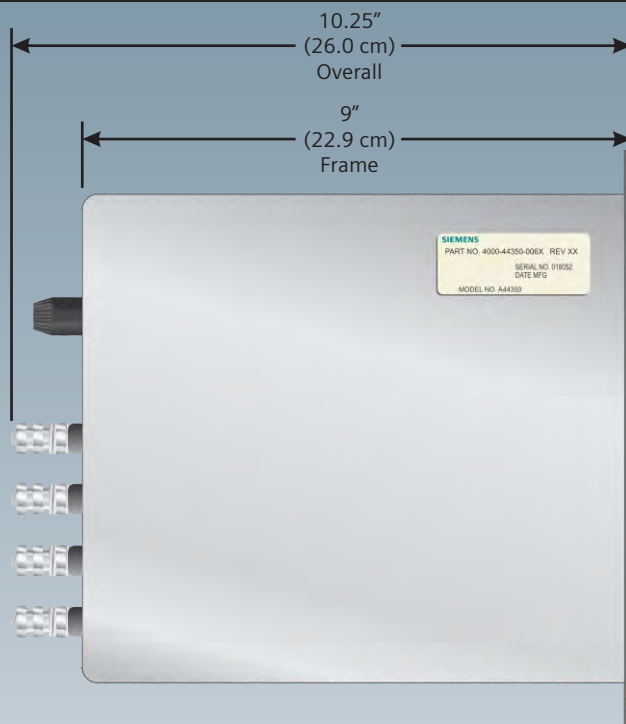 10.25"
(26.0 cm)
Overall
9"
(22.9 cm)
Frame
SIEMENS
PART NO. 4000-44350-006X REV XX
SERIAL NO. 018052
DATE MFG
MODEL NO. A44350